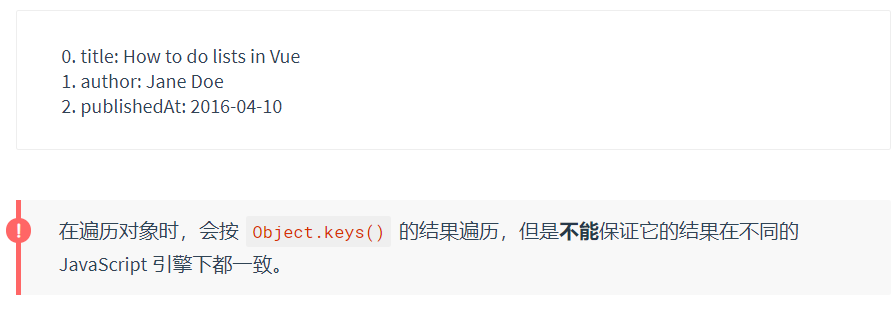 0. title: How to do lists in Vue
1. author: Jane Doe
2. publishedAt: 2016-04-10
!
在遍历对象时，会按 Object.keys() 的结果遍历，但是不能保证它的结果在不同的
JavaScript 引擎下都一致。